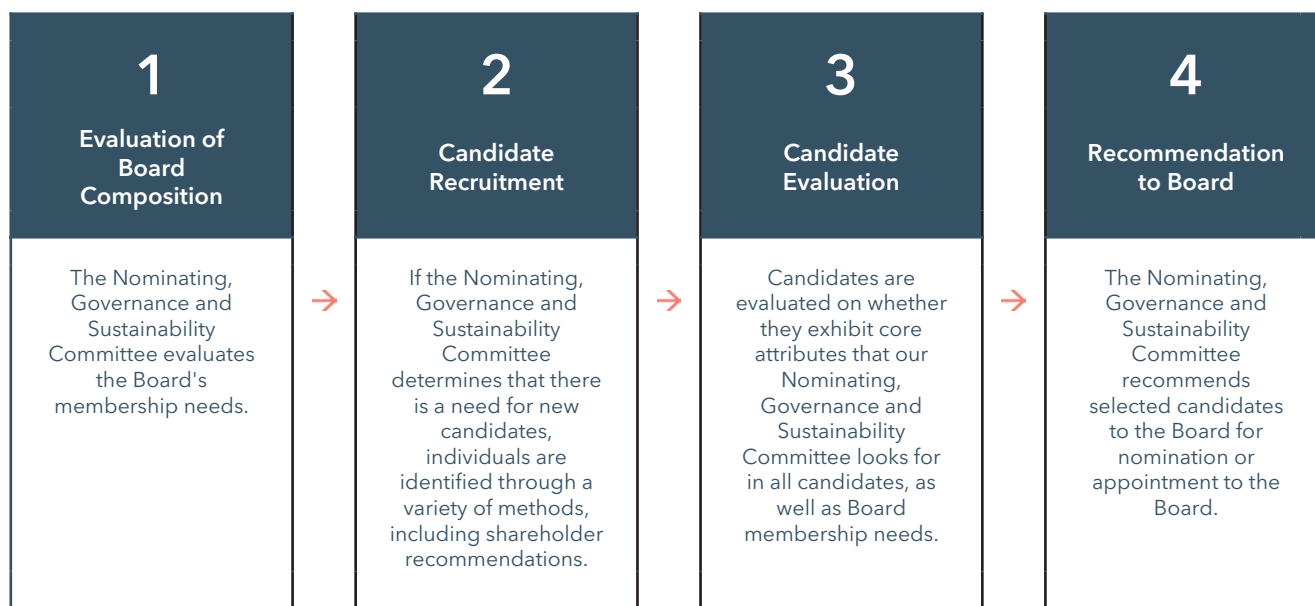 1
Evaluation of
Board
Composition
The Nominating,
Governance and
Sustainability
Committee evaluates
the Board's
membership needs.
→
2
Candidate
Recruitment
If the Nominating,
Governance and
Sustainability
Committee
determines that there
is a need for new
candidates,
individuals are
identified through a
variety of methods,
including shareholder
recommendations.
→
3
Candidate
Evaluation
Candidates are
evaluated on whether
they exhibit core
attributes that our
Nominating,
Governance and
Sustainability
Committee looks for
in all candidates, as
well as Board
membership needs.
→
4
Recommendation
to Board
The Nominating,
Governance and
Sustainability
Committee
recommends
selected candidates
to the Board for
nomination or
appointment to the
Board.